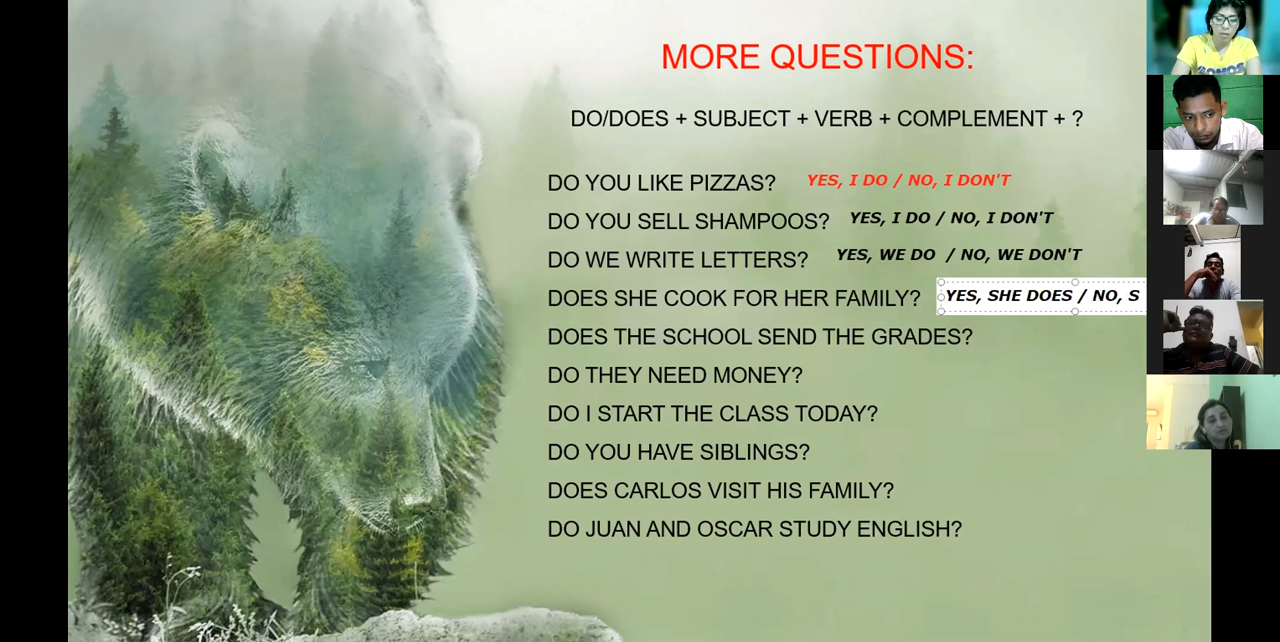 MORE QUESTIONS:
DO/DOES + SUBJECT + VERB + COMPLEMENT + ?
DO YOU LIKE PIZZAS? YES, I DO / NO, I DON'T
DO YOU SELL SHAMPOOS? YES, I DO / NO, I DON'T
DO WE WRITE LETTERS? YES, WE DO / NO, WE DON'T
DOES SHE COOK FOR HER FAMILY? YES, SHE DOES / NO, S
DOES THE SCHOOL SEND THE GRADES?
DO THEY NEED MONEY?
DO I START THE CLASS TODAY?
DO YOU HAVE SIBLINGS?
DOES CARLOS VISIT HIS FAMILY?
DO JUAN AND OSCAR STUDY ENGLISH?